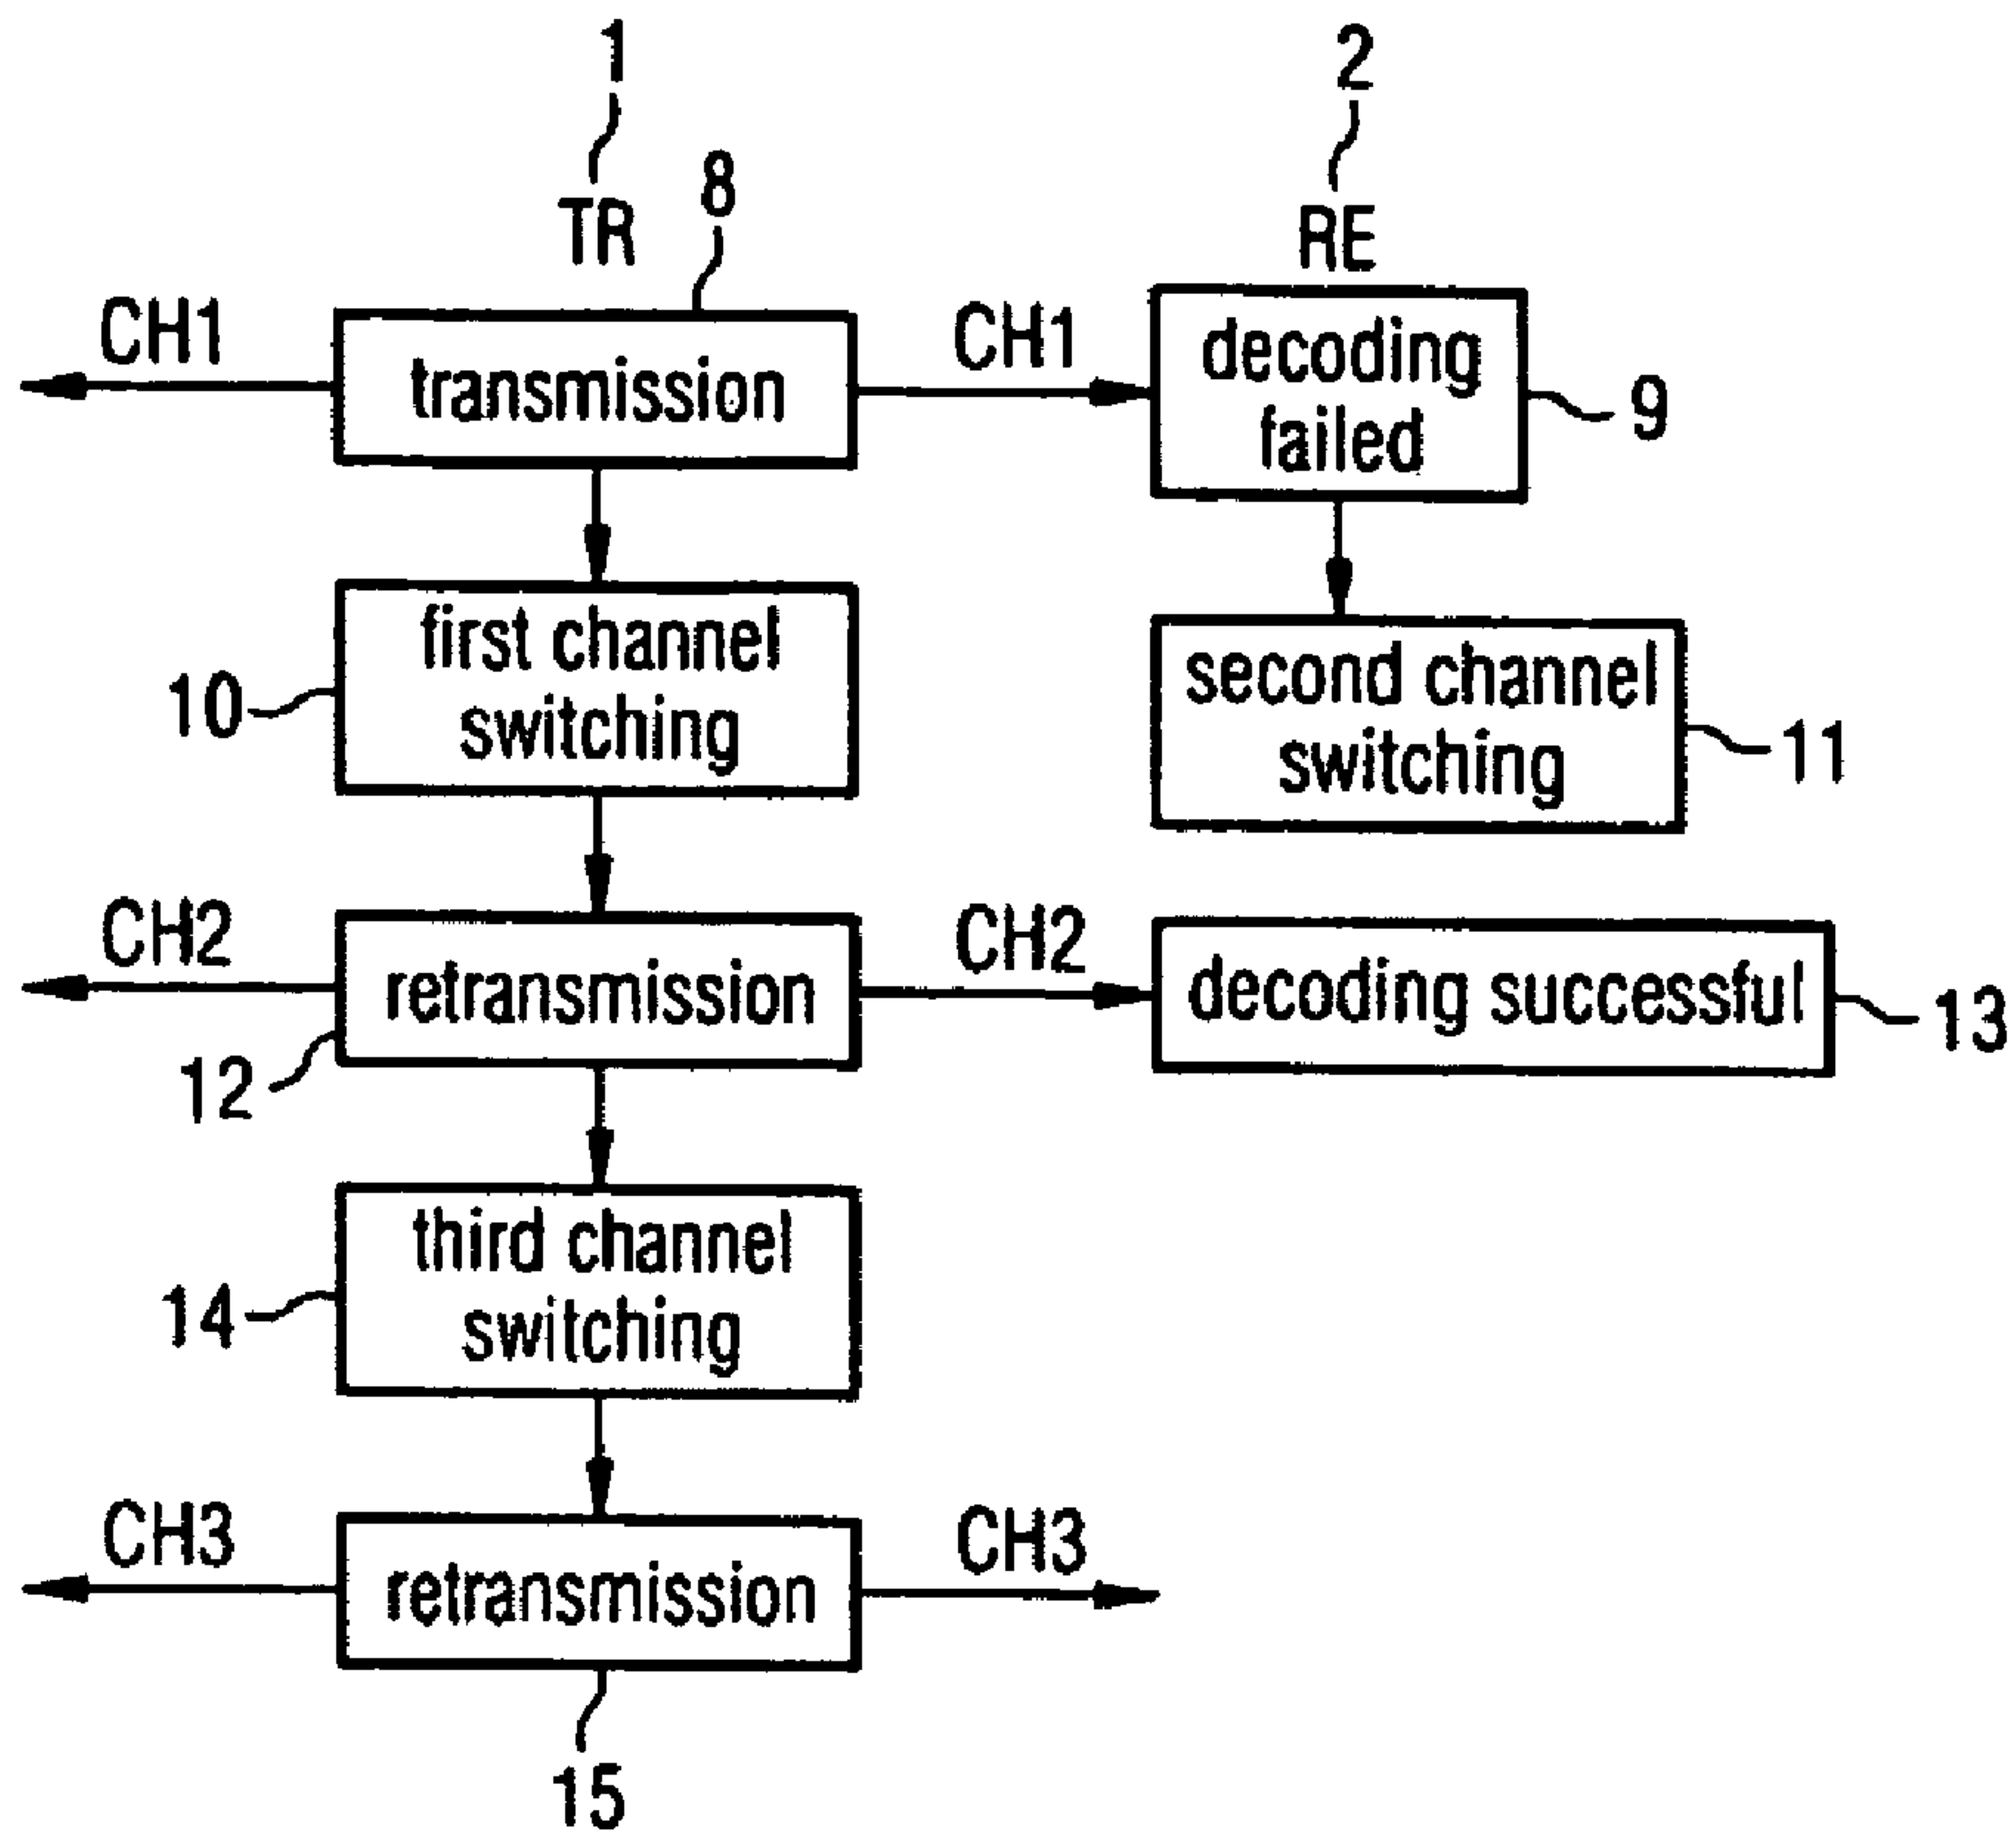 1
2
TR
8
RE
CH1
transmission
CH1
decoding
failed
9
first channel
switching
10
second channel
switching
11
CH2
retransmission
CH2
decoding successful
12
13
third channel
switching
14
CH3
retransmission
CH3
15